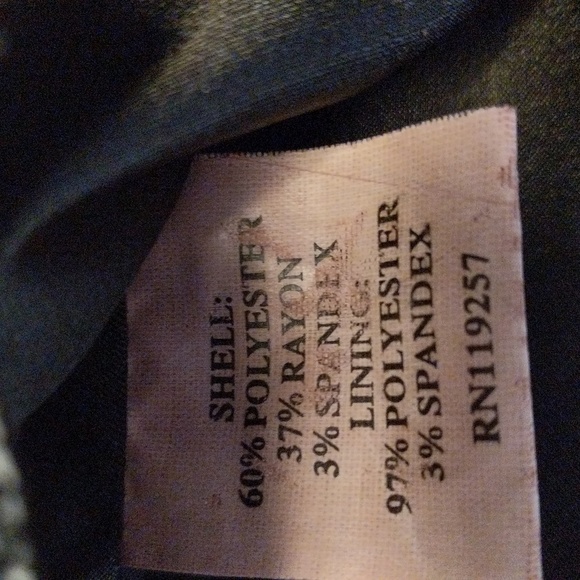 SHELL:
60% POLYESTER
37% RAYON
3% SPANDEX
LINING:
97% POLYESTER
3% SPANDEX
RN119257